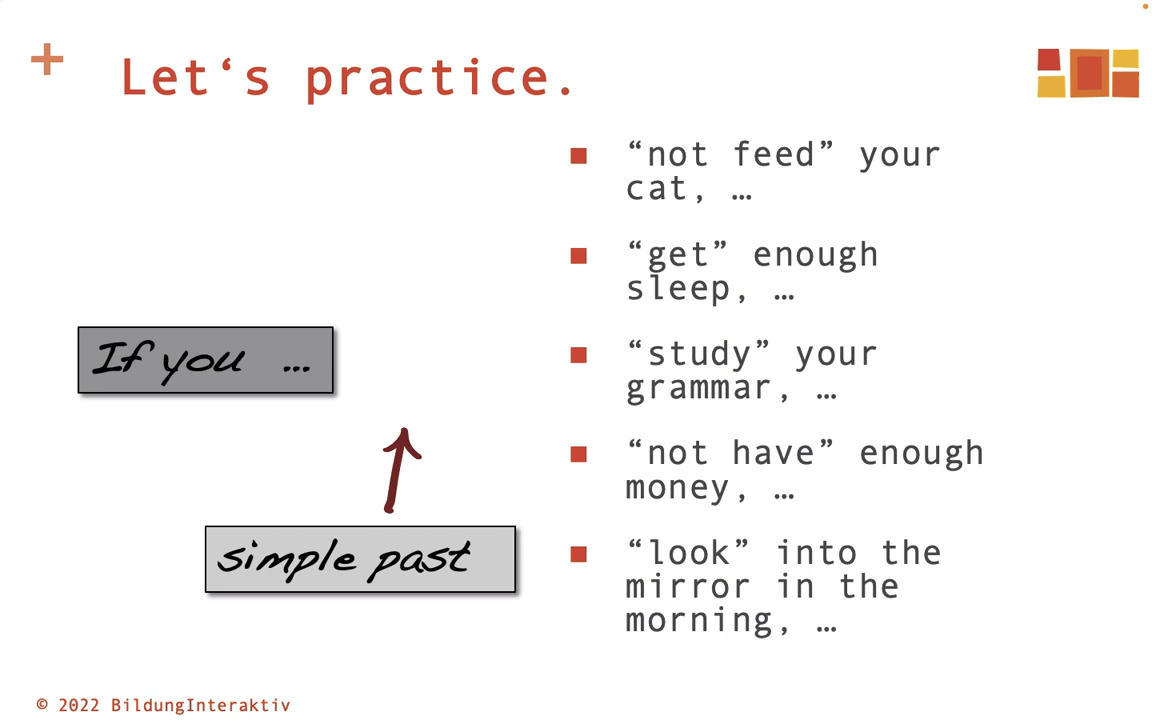 + Let‘s practice.
If you …
simple past
“not feed” your
cat, …
“get” enough
sleep, …
“study” your
grammar, …
“not have” enough
money, …
“look” into the
mirror in the
morning, …
© 2022 BildungInteraktiv